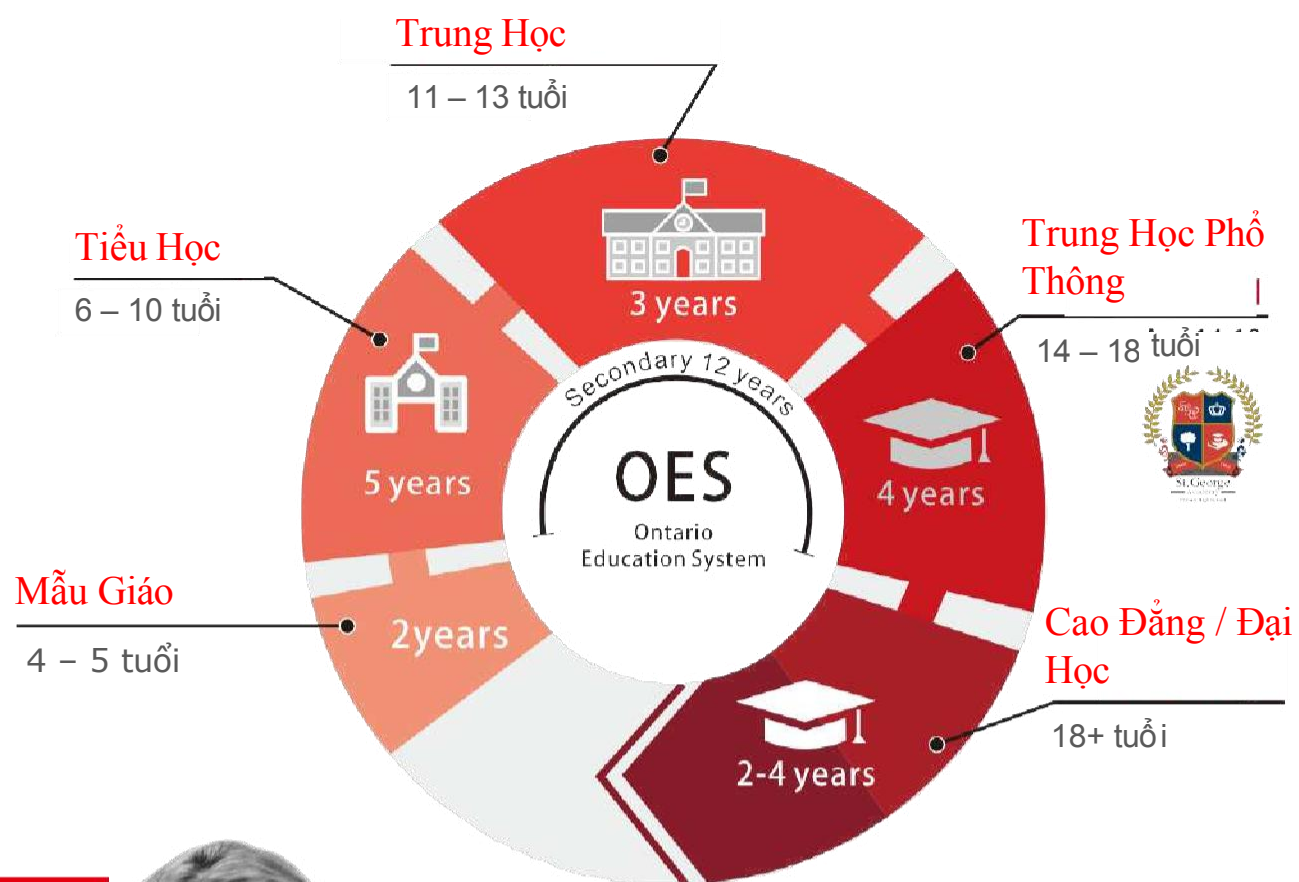 Trung Học
11 – 13 tuổi
Tiểu Học
6 – 10 tuổi
Trung Học Phổ
Thông
14 – 18 tuổi
3 years
Secondary 12 years
5 years
OES
Ontario
Education System
4 years
St.George
Mẫu Giáo
4 – 5 tuổi
2years
Cao Đẳng / Đại
Học
18+ tuổi
2-4 years